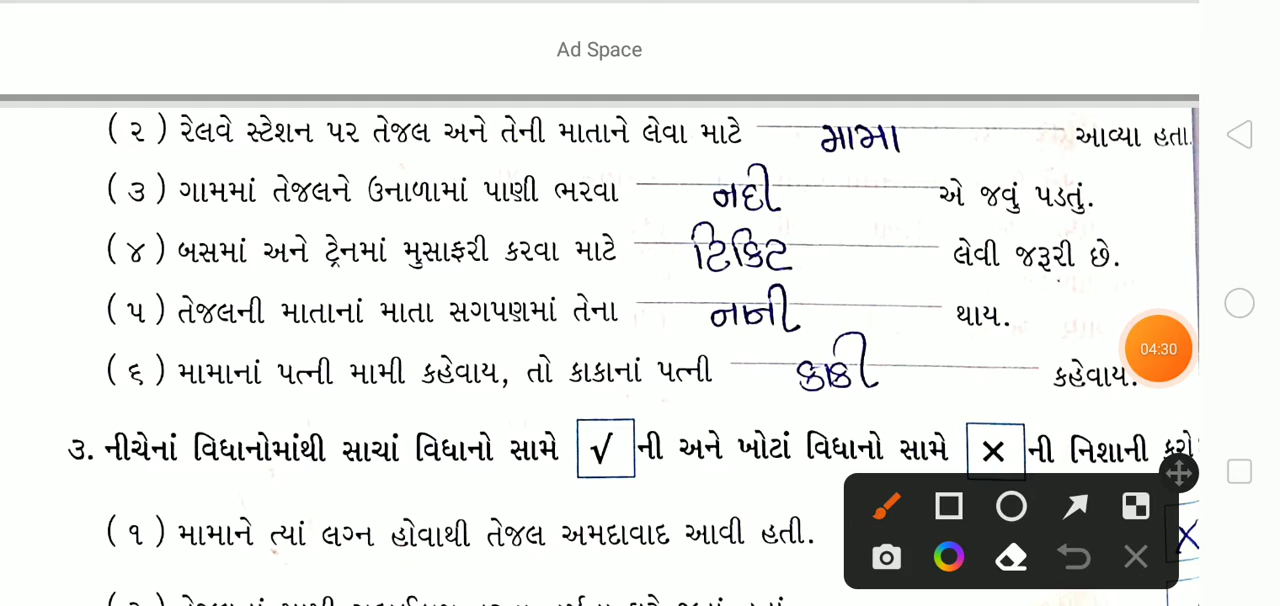 Ad Space
( ૨ ) રેલવે સ્ટેશન પર તેજલ અને તેની માતાને લેવા માટે મામા આવ્યા હતા.
( ૩ ) ગામમાં તેજલને ઉનાળામાં પાણી ભરવા નદી એ જવું પડતું.
( ૪ ) બસમાં અને ટ્રેનમાં મુસાફરી કરવા માટે ટિકિટ લેવી જરૂરી છે.
( ૫ ) તેજલની માતાનાં માતા સગપણમાં તેના નાની થાય.
( ૬ ) મામાનાં પત્ની મામી કહેવાય, તો કાકાનાં પત્ની કાકી કહેવાય.
04:30
૩. નીચેનાં વિધાનોમાંથી સાચાં વિધાનો સામે √ ની અને ખોટાં વિધાનો સામે × ની નિશાની કરો
( ૧ ) મામાને ત્યાં લગ્ન હોવાથી તેજલ અમદાવાદ આવી હતી. ×